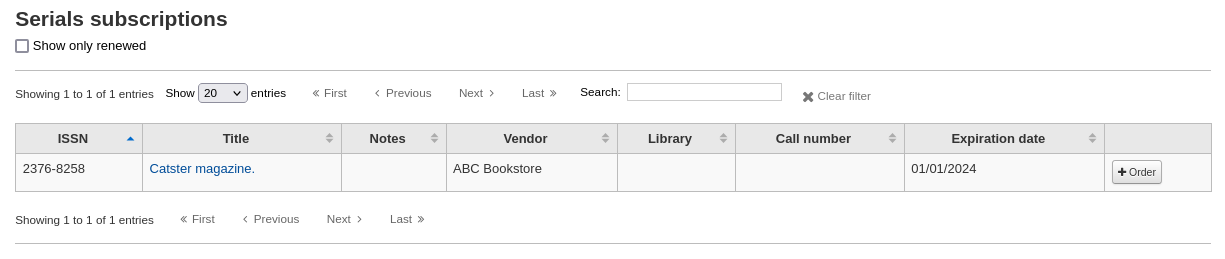 Serials subscriptions
Show only renewed
Showing 1 to 1 of 1 entries Show 20 entries First Previous Next Last Search: Clear filter
ISSN Title Notes Vendor Library Call number Expiration date
2376-8258 Catster magazine. ABC Bookstore 01/01/2024 Order
Showing 1 to 1 of 1 entries First Previous Next Last